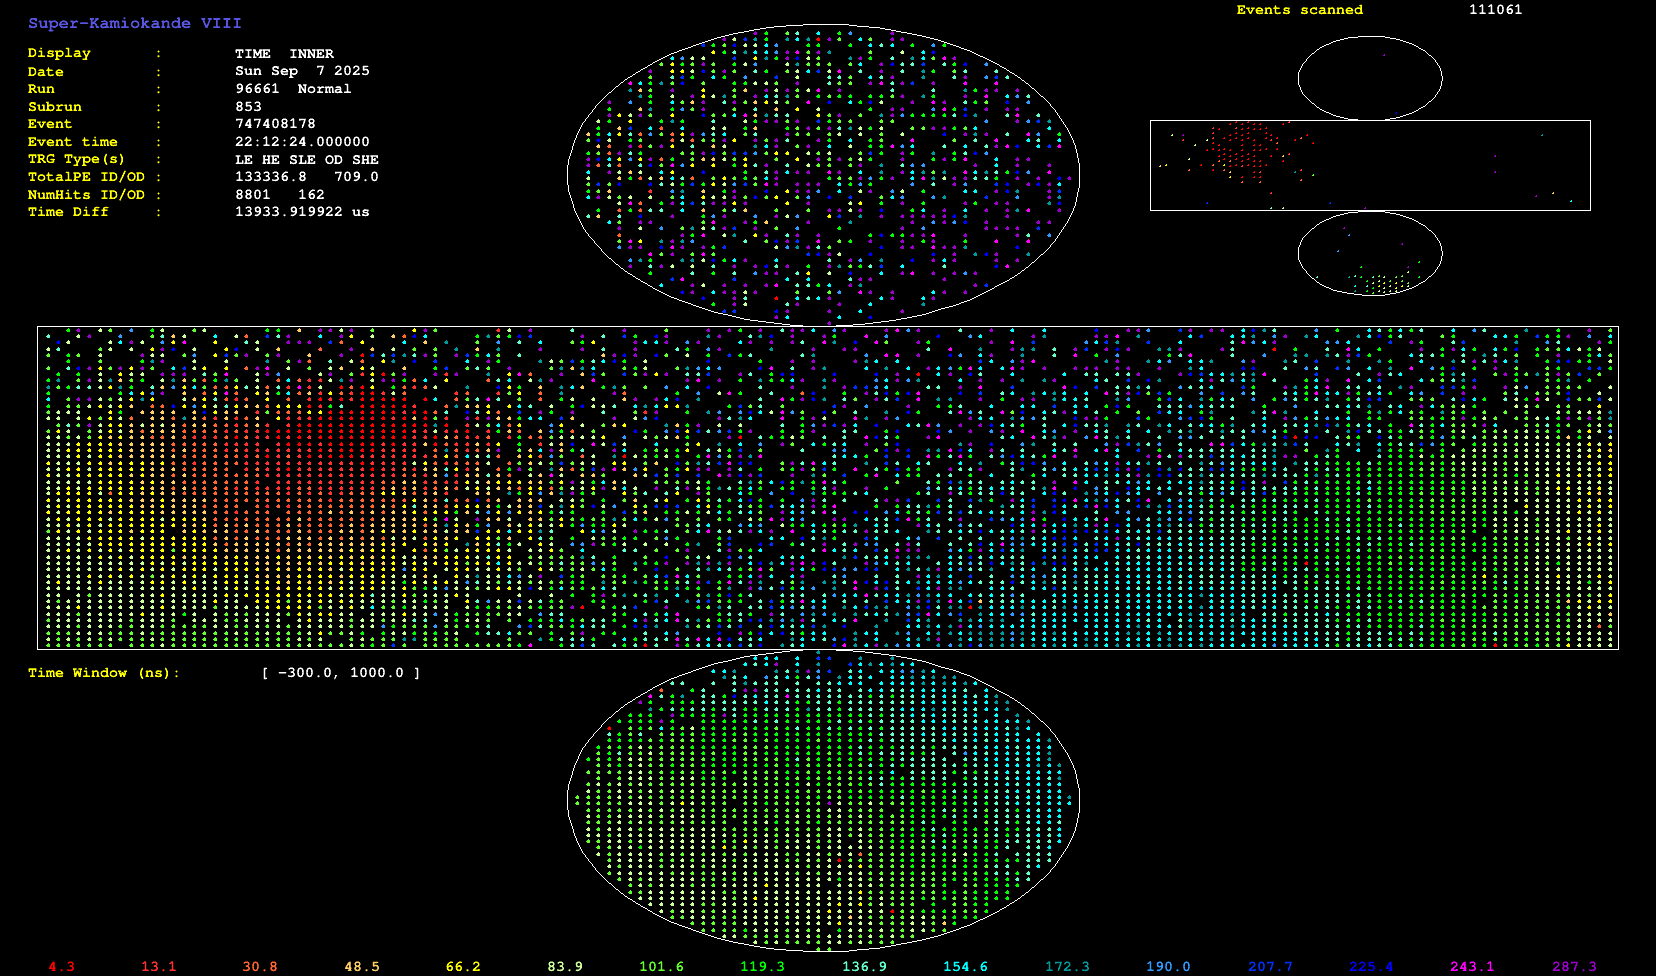 Super-Kamiokande VIII
Events scanned 111061
Display : TIME INNER
Date : Sun Sep 7 2025
Run : 96661 Normal
Subrun : 853
Event : 747408178
Event time : 22:12:24.000000
TRG Type(s) : LE HE SLE OD SHE
TotalPE ID/OD : 133336.8 709.0
NumHits ID/OD : 8801 162
Time Diff : 13933.919922 us
Time Window (ns): [ -300.0, 1000.0 ]
4.3 13.1 30.8 48.5 66.2 83.9 101.6 119.3 136.9 154.6 172.3 190.0 207.7 225.4 243.1 287.3